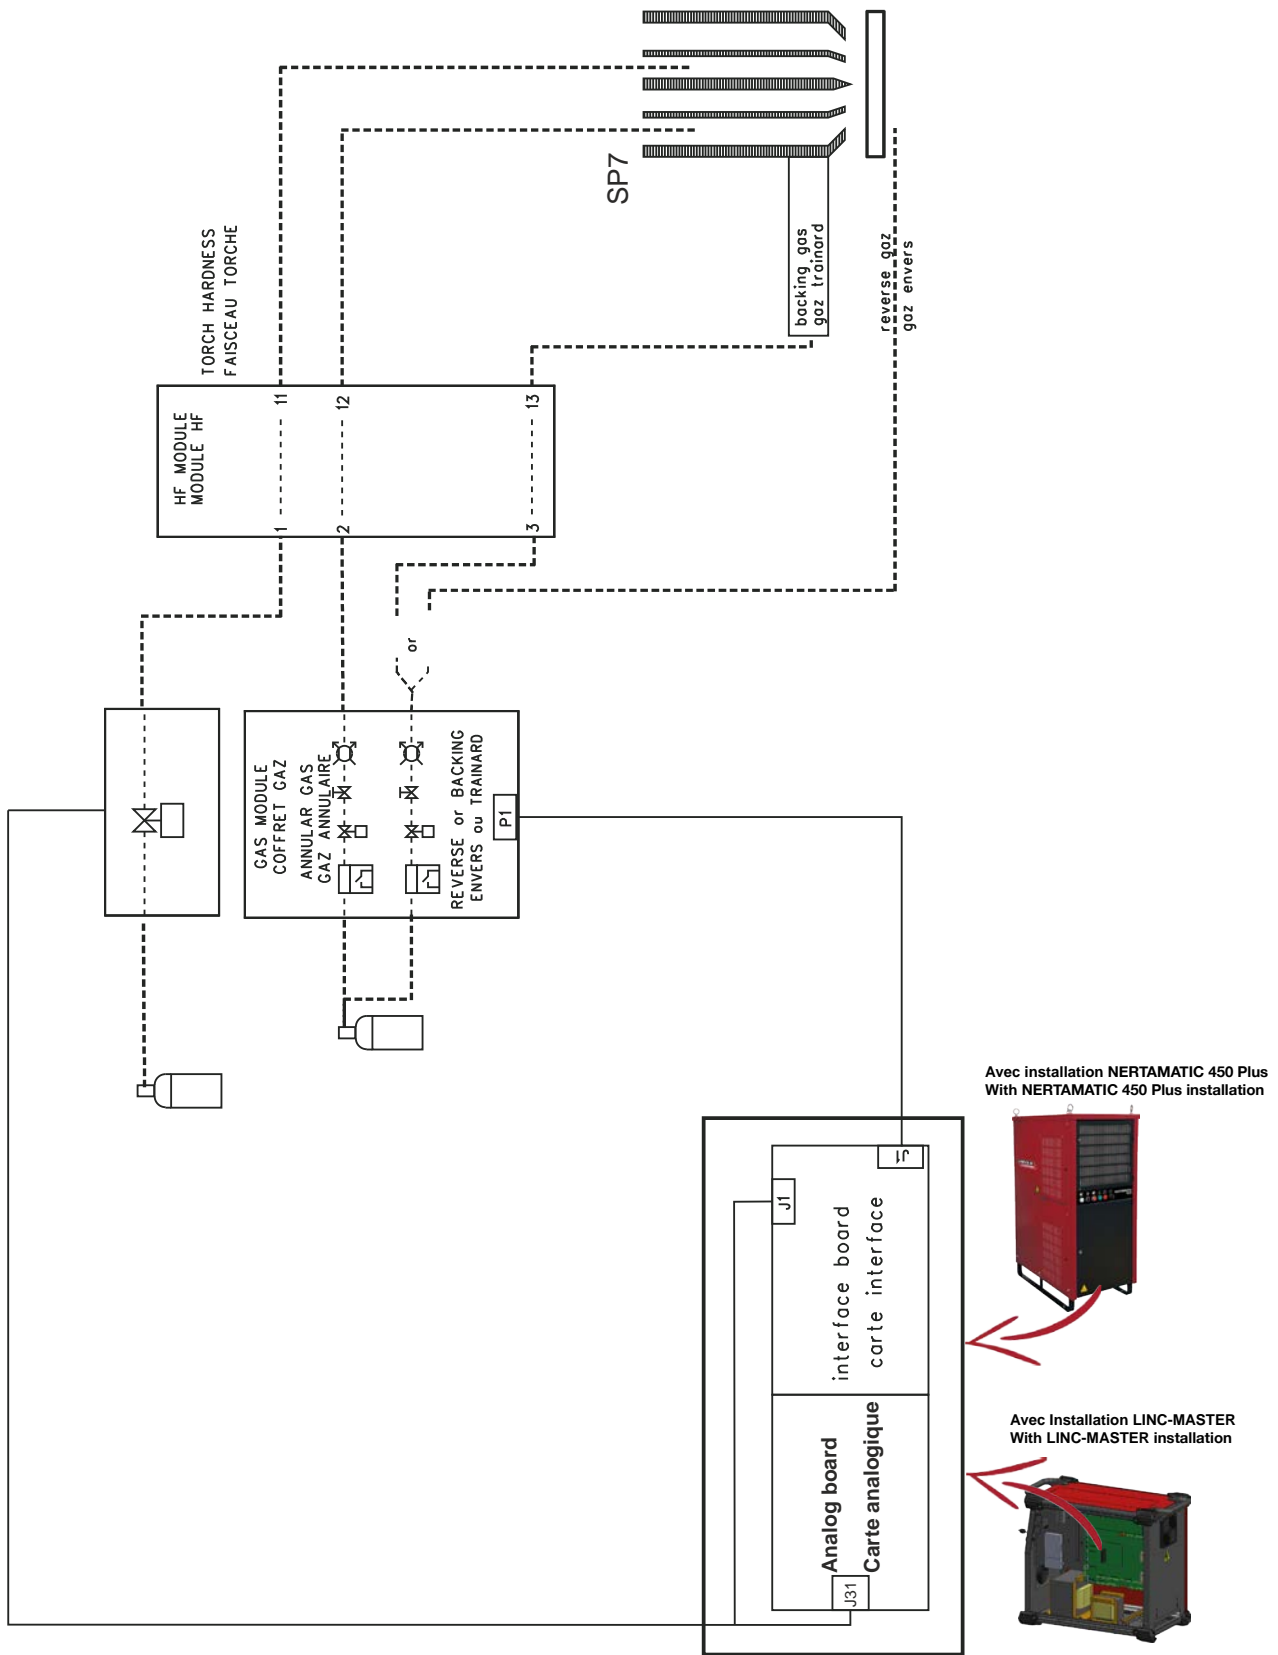 SP7
TORCH HARDNESS
FAISCEAU TORCHE
backing gas
gaz trainard
reverse gaz
gaz envers
HF MODULE
MODULE HF
11
12
13
1
2
3
or
GAS MODULE
COFFRET GAZ
ANNULAR GAS
GAZ ANNULAIRE
REVERSE or BACKING
ENVERS ou TRAINARD
P1
Avec installation NERTAMATIC 450 Plus
With NERTAMATIC 450 Plus installation
J1
J1
interface board
carte interface
Avec Installation LINC-MASTER
With LINC-MASTER installation
Analog board
Carte analogique
J31